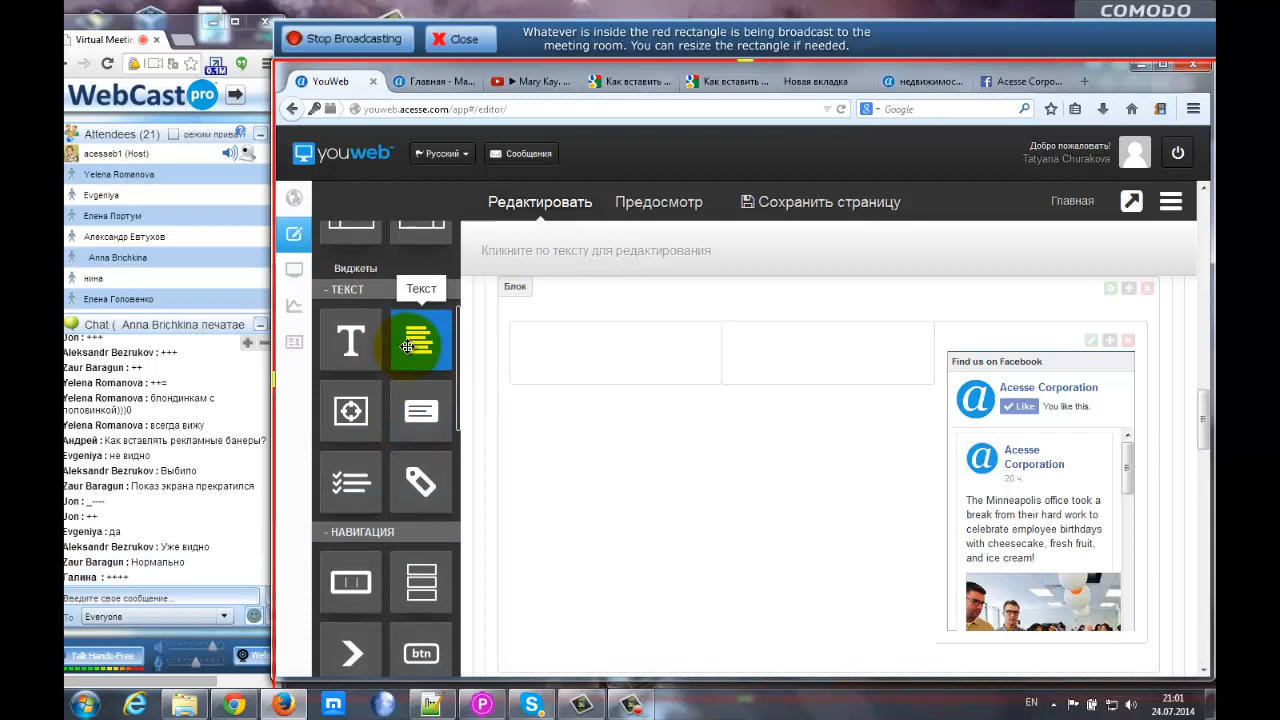 COMODO
Stop Broadcasting
Close
Whatever is inside the red rectangle is being broadcast to the
meeting room. You can resize the rectangle if needed.
Virtual Meeti
0.1M
WebCast pro
Attendees (21)
режим прива
acesseb1 (Host)
Yelena Romanova
Evgeniya
Елена Портум
Александр Евтухов
Anna Brichkina
нина
Елена Головенко
Chat ( Anna Brichkina печатае
Jon : +++
Aleksandr Bezrukov : +++
Zaur Baragun : ++
Yelena Romanova : ++=
Yelena Romanova : блондинкам с
половинкой)))0
Yelena Romanova : всегда вижу
Андрей : Как вставлять рекламные банеры?
Evgeniya : не видно
Aleksandr Bezrukov : Выбило
Zaur Baragun : Показ экрана прекратился
Jon : _----
Jon : ++
Evgeniya : да
Aleksandr Bezrukov : Уже видно
Zaur Baragun : Нормально
Галина : ++++
Введите свое сообщение...
To
Everyone
Talk Hands-Free
Web
YouWeb
Главная - Ma...
Mary Kay, ...
Как вставить ...
Как вставить ...
Новая вкладка
недвижимос...
Acesse Corpo...
youweb.acesse.com/app#/editor/
Google
youweb
Русский
Сообщения
Добро пожаловать!
Tatyana Churakova
Редактировать
Предосмотр
Сохранить страницу
Главная
Кликните по тексту для редактирования.
Виджеты
- ТЕКСТ
Текст
T
- НАВИГАЦИЯ
btn
Блок
Find us on Facebook
Acesse Corporation
Like
You like this.
Acesse
Corporation
20 ч.
The Minneapolis office took a
break from their hard work to
celebrate employee birthdays
with cheesecake, fresh fruit,
and ice cream!
EN
21:01
24.07.2014